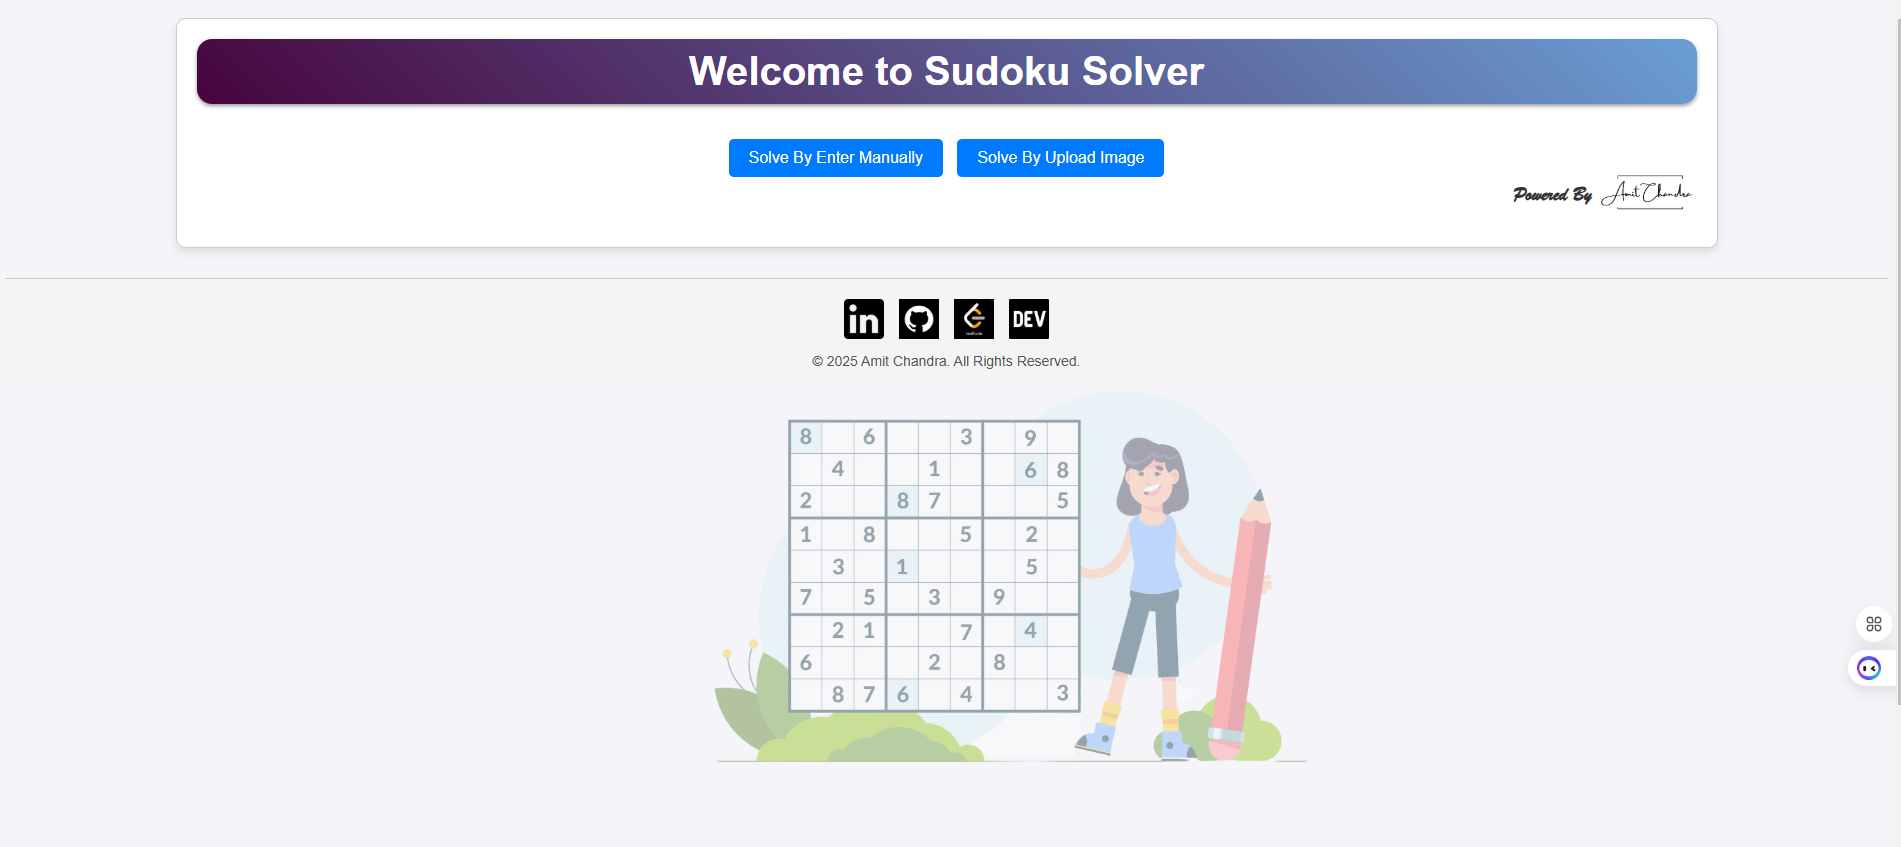 Welcome to Sudoku Solver
Solve By Enter Manually Solve By Upload Image
Powered By Amit Chandra
in LeetCode DEV
© 2025 Amit Chandra. All Rights Reserved.
8 6 3 9
4 1 6 8
2 8 7 5
1 8 5 2
3 1 5
7 5 3 9
2 1 7 4
6 2 8
8 7 6 4 3